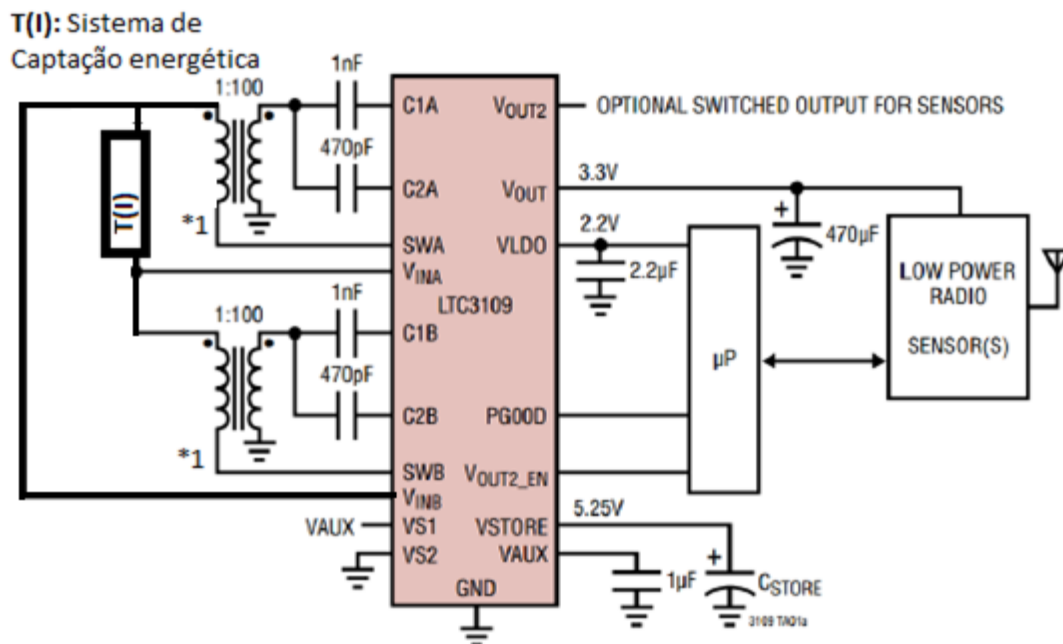 T(I): Sistema de
Captação energética
1:100
1nF
470pF
C1A
C2A
SWA
VINA
*1
T(I)
1:100
1nF
470pF
C1B
C2B
SWB
VINB
*1
VAUX
VS1
VS2
LTC3109
GND
VOUT2
OPTIONAL SWITCHED OUTPUT FOR SENSORS
VOUT
3.3V
VLDO
2.2V
2.2µF
470µF
PG00D
VOUT2_EN
VSTORE
5.25V
VAUX
1µF
CSTORE
µP
LOW POWER
RADIO
SENSOR(S)
3109 TA01a